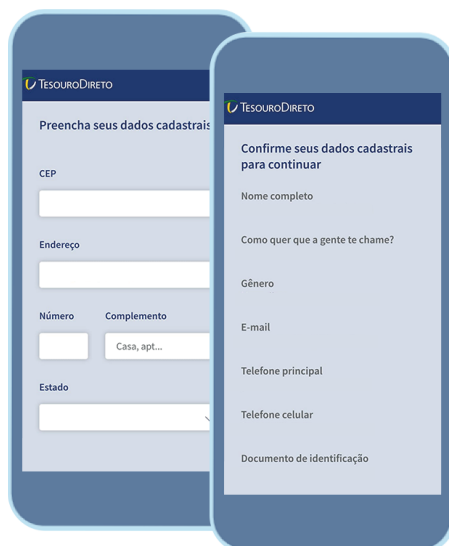 TESOURODIRETO
Preencha seus dados cadastrais
CEP
Endereço
Número Complemento
Casa, apt...
Estado
TESOURODIRETO
Confirme seus dados cadastrais
para continuar
Nome completo
Como quer que a gente te chame?
Gênero
E-mail
Telefone principal
Telefone celular
Documento de identificação